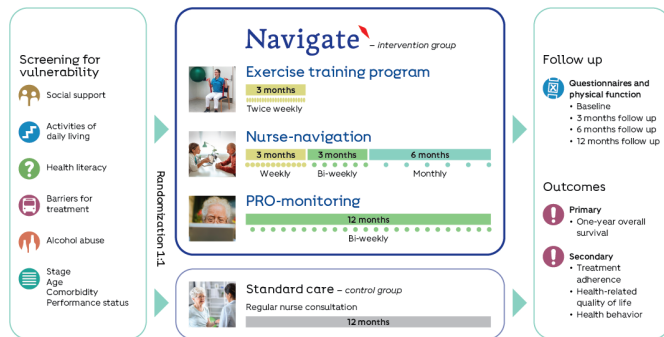 Screening for
vulnerability
Social support
Activities of
daily living
Health literacy
Barriers for
treatment
Alcohol abuse
Stage
Age
Comorbidity
Performance status
Randomization 1:1
Navigate – intervention group
Exercise training program
3 months
Twice weekly
Nurse-navigation
3 months 3 months 6 months
Weekly Bi-weekly Monthly
PRO-monitoring
12 months
Bi-weekly
Standard care – control group
Regular nurse consultation
12 months
Follow up
Questionnaires and
physical function
• Baseline
• 3 months follow up
• 6 months follow up
• 12 months follow up
Outcomes
Primary
• One-year overall
survival
Secondary
• Treatment
adherence
• Health-related
quality of life
• Health behavior